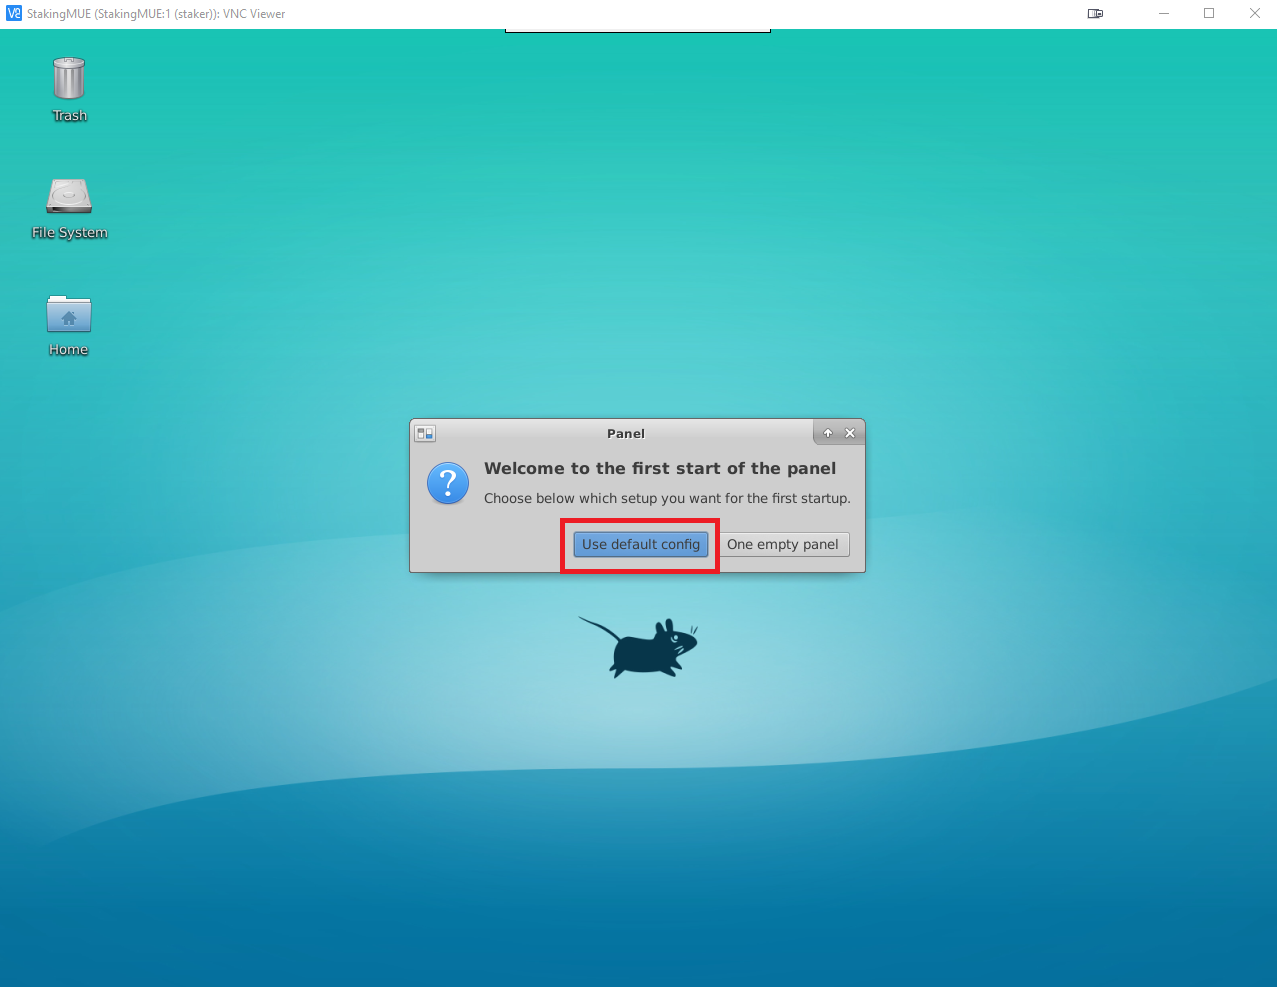 StakingMUE (StakingMUE:1 (staker)): VNC Viewer
Trash
File System
Home
Panel
Welcome to the first start of the panel
Choose below which setup you want for the first startup.
Use default config
One empty panel